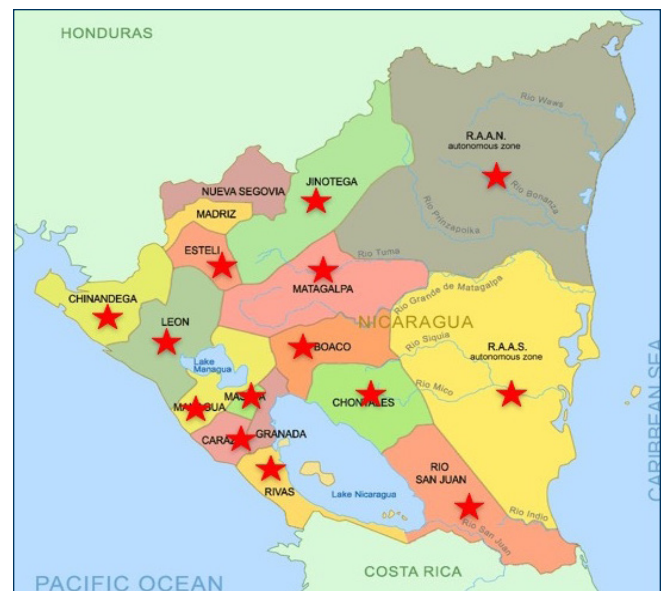 HONDURAS
Rio Waws
R.A.A.N.
autonomous zone
JINOTEGA
NUEVA SEGOVIA
Rio Bonanza
MADRIZ
Rio Prinzapolka
ESTELI
Rio Tuma
MATAGALPA
CHINANDEGA
Rio Grande de Matagalpa
LEON
NICARAGUA
Rio Siquia
R.A.A.S.
autonomous zone
BOACO
Lake
Managua
Rio Mico
CARIBBEAN SEA
GRANADA
RIO
SAN JUAN
RIVAS
Lake Nicaragua
Rio Indio
Rio San Juan
COSTA RICA
PACIFIC OCEAN